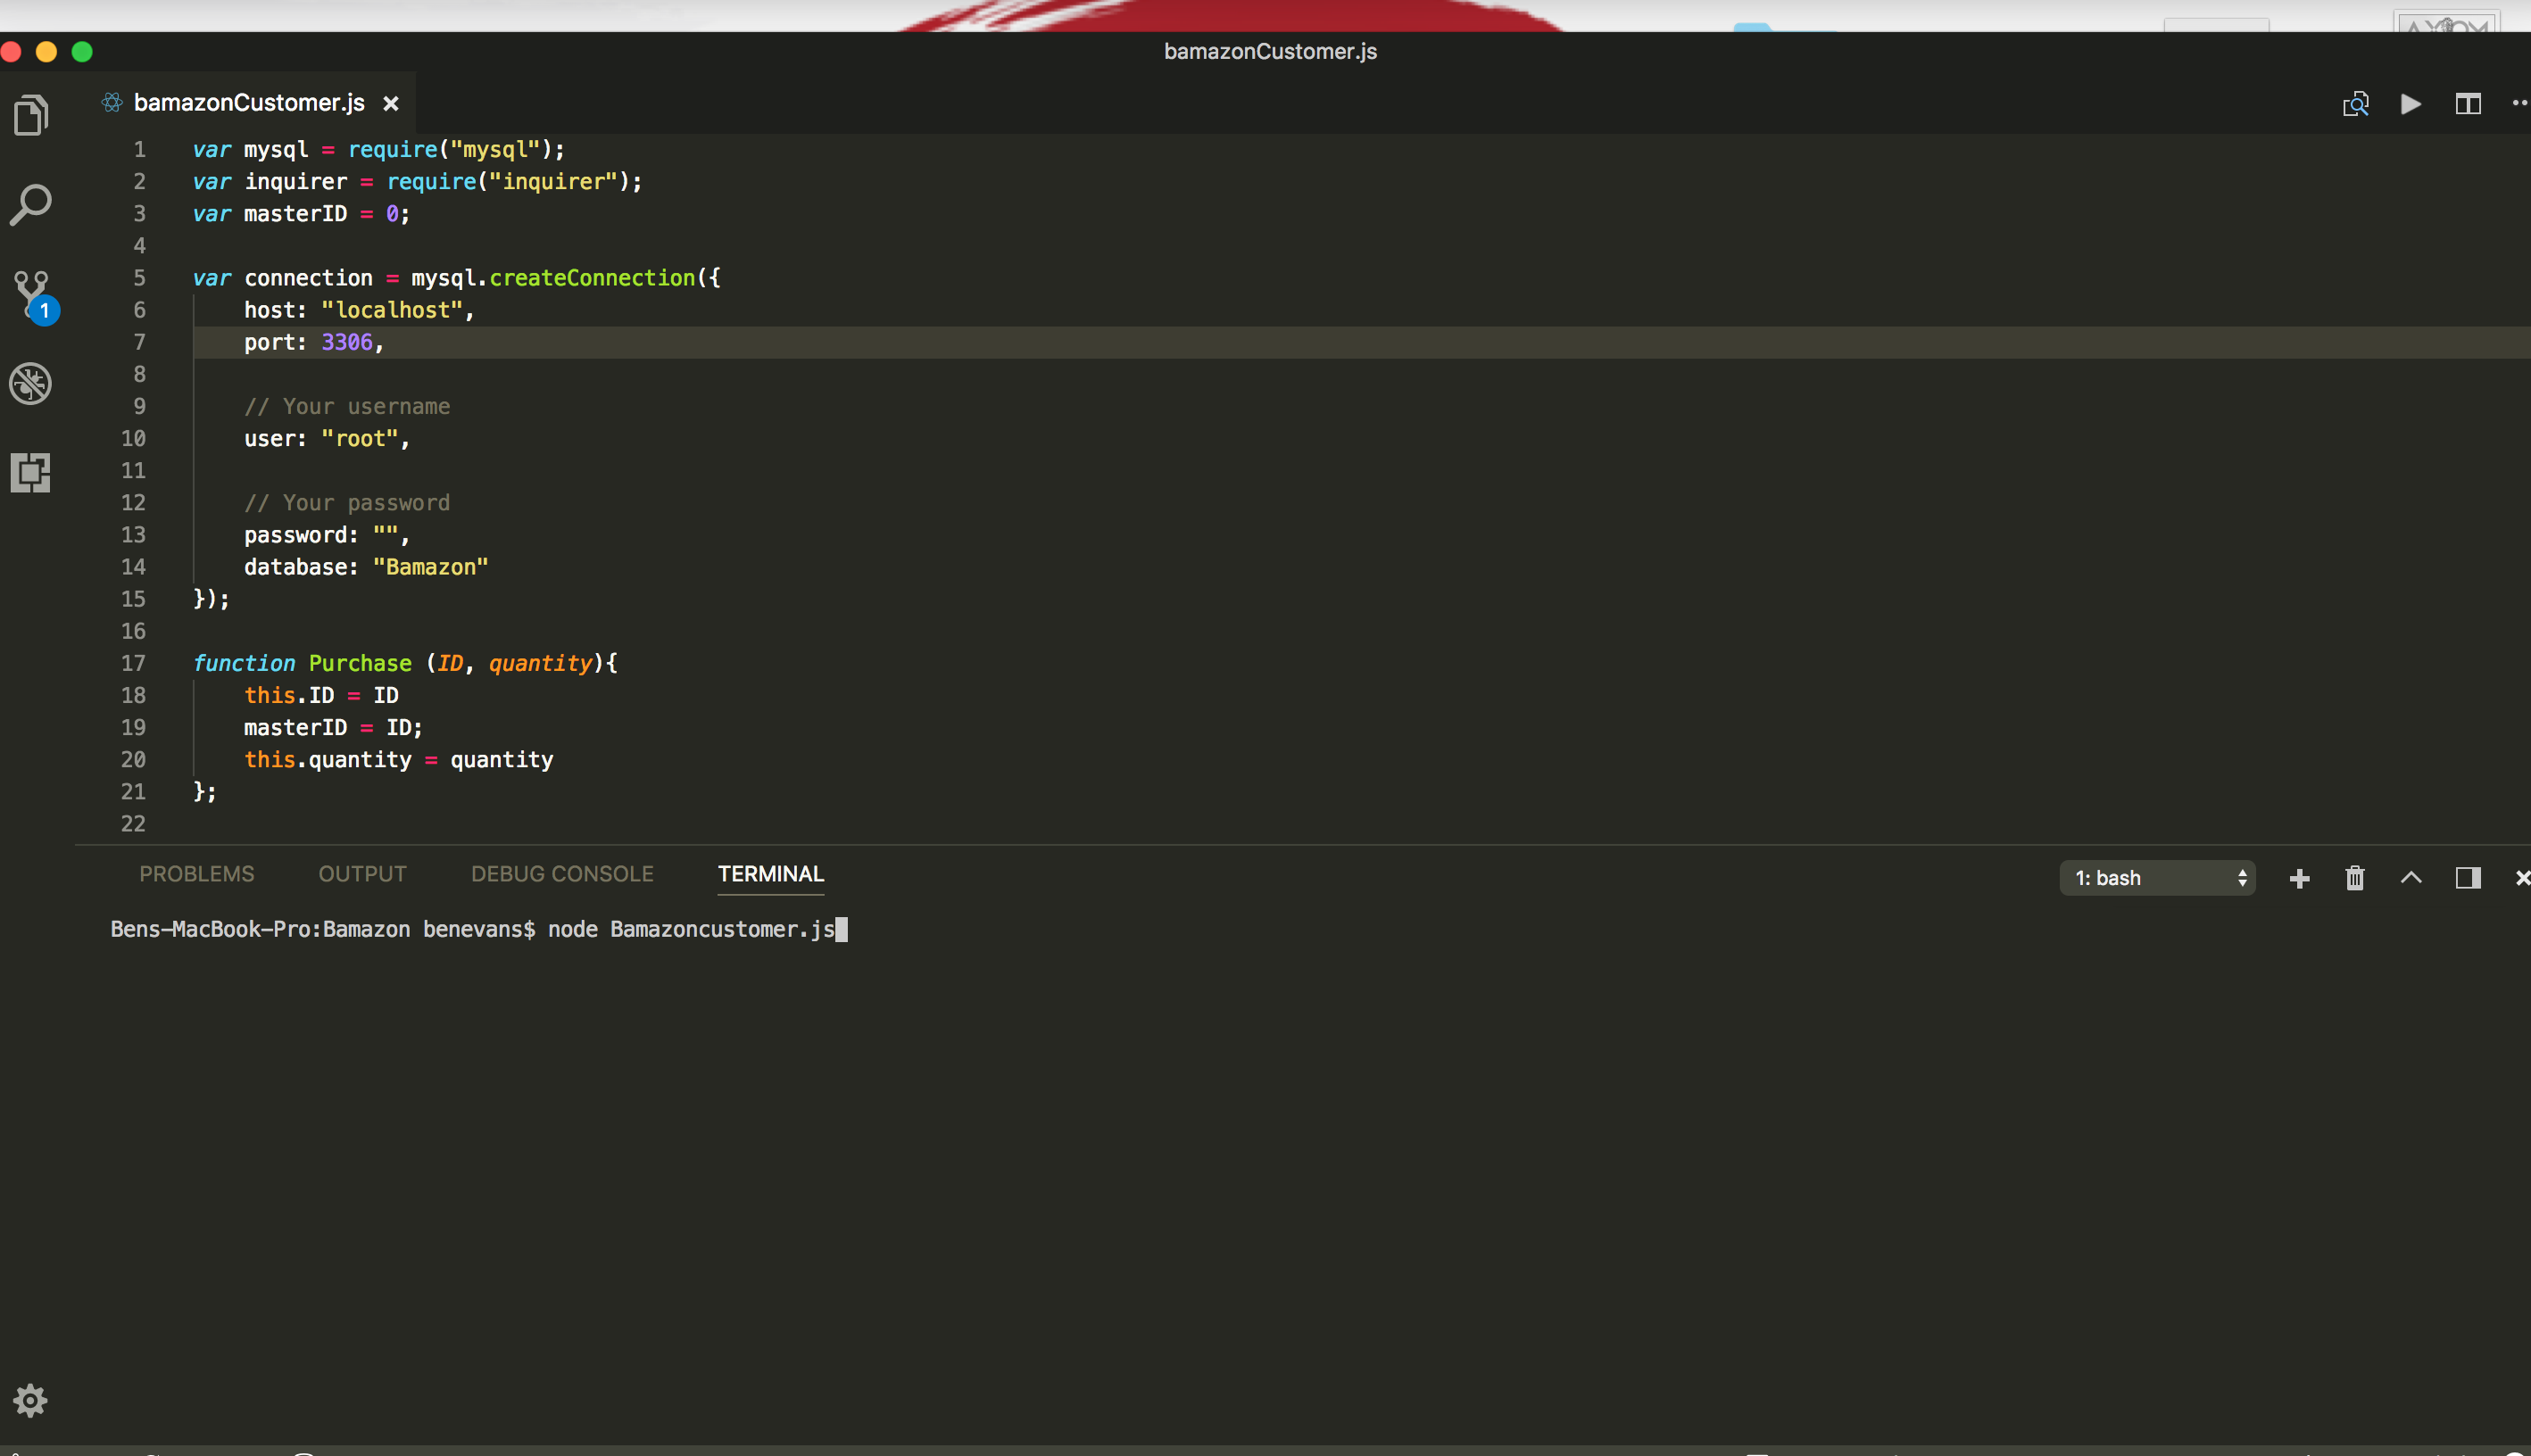 bamazonCustomer.js
bamazonCustomer.js
1 var mysql = require("mysql");
2 var inquirer = require("inquirer");
3 var masterID = 0;
4
5 var connection = mysql.createConnection({
6 host: "localhost",
7 port: 3306,
8
9 // Your username
10 user: "root",
11
12 // Your password
13 password: "",
14 database: "Bamazon"
15 });
16
17 function Purchase (ID, quantity){
18 this.ID = ID
19 masterID = ID;
20 this.quantity = quantity
21 };
22
1
PROBLEMS OUTPUT DEBUG CONSOLE TERMINAL 1: bash
Bens-MacBook-Pro:Bamazon benevans$ node Bamazoncustomer.js